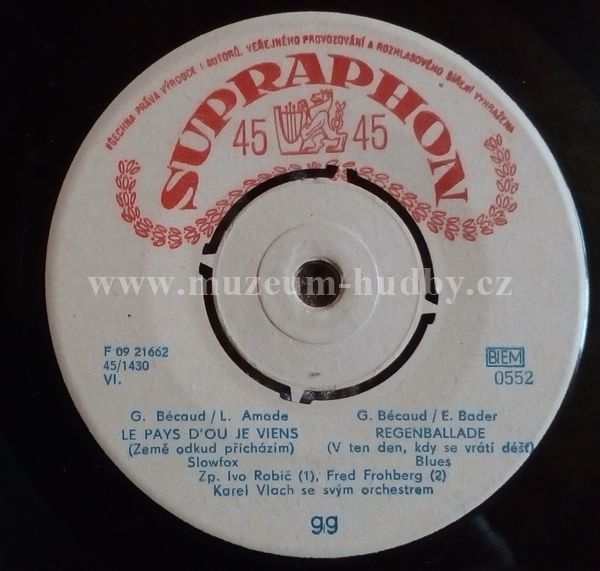 VŠECHNA PRÁVA VÝROBCE I AUTORŮ, VEŘEJNÉHO PROVOZOVÁNÍ A ROZHLASOVÉHO ŠÍŘENÍ VYHRAŽENA
SUPRAPHON
45 45
www.muzeum-hudby.cz
F 09 21662
45/1430
VI.
BIEM
0552
G. Bécaud / L. Amade
LE PAYS D'OU JE VIENS
(Země odkud přicházím)
Slowfox
G. Bécaud / E. Bader
REGENBALLADE
(V ten den, kdy se vrátí déšť)
Blues
Zp. Ivo Robič (1), Fred Frohberg (2)
Karel Vlach se svým orchestrem
gg